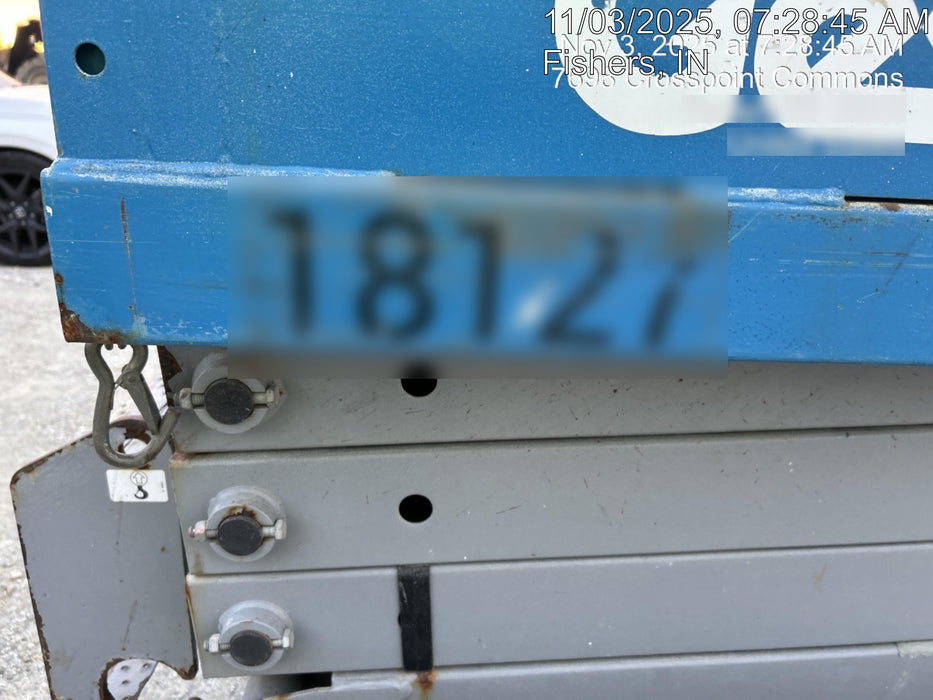 11/03/2025, 07:28:45 AM
Nov 3, 2025 at 7:28:45 AM
Fishers, IN
Crosspoint Commons
18127